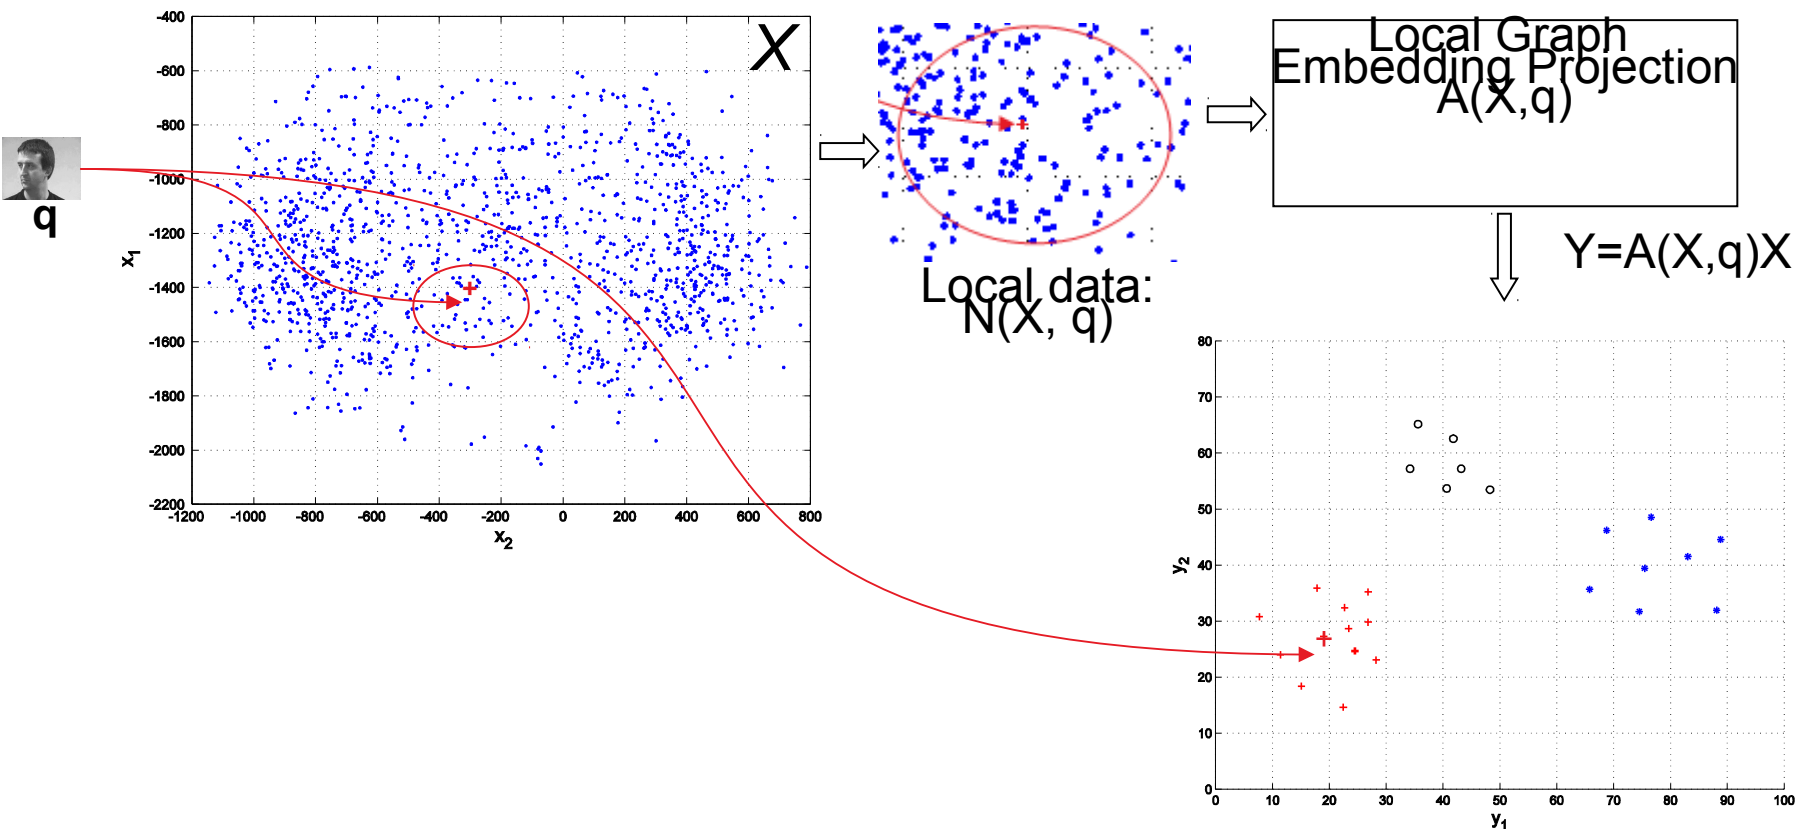 X
-400
-600
-800
-1000
-1200
-1400
-1600
-1800
-2000
-2200
x1
-1200 -1000 -800 -600 -400 -200 0 200 400 600 800
x2
q
Local data:
N(X, q)
Local Graph
Embedding Projection
A(X,q)
Y=A(X,q)X
80
70
60
50
40
30
20
10
0
y2
0 10 20 30 40 50 60 70 80 90 100
y1